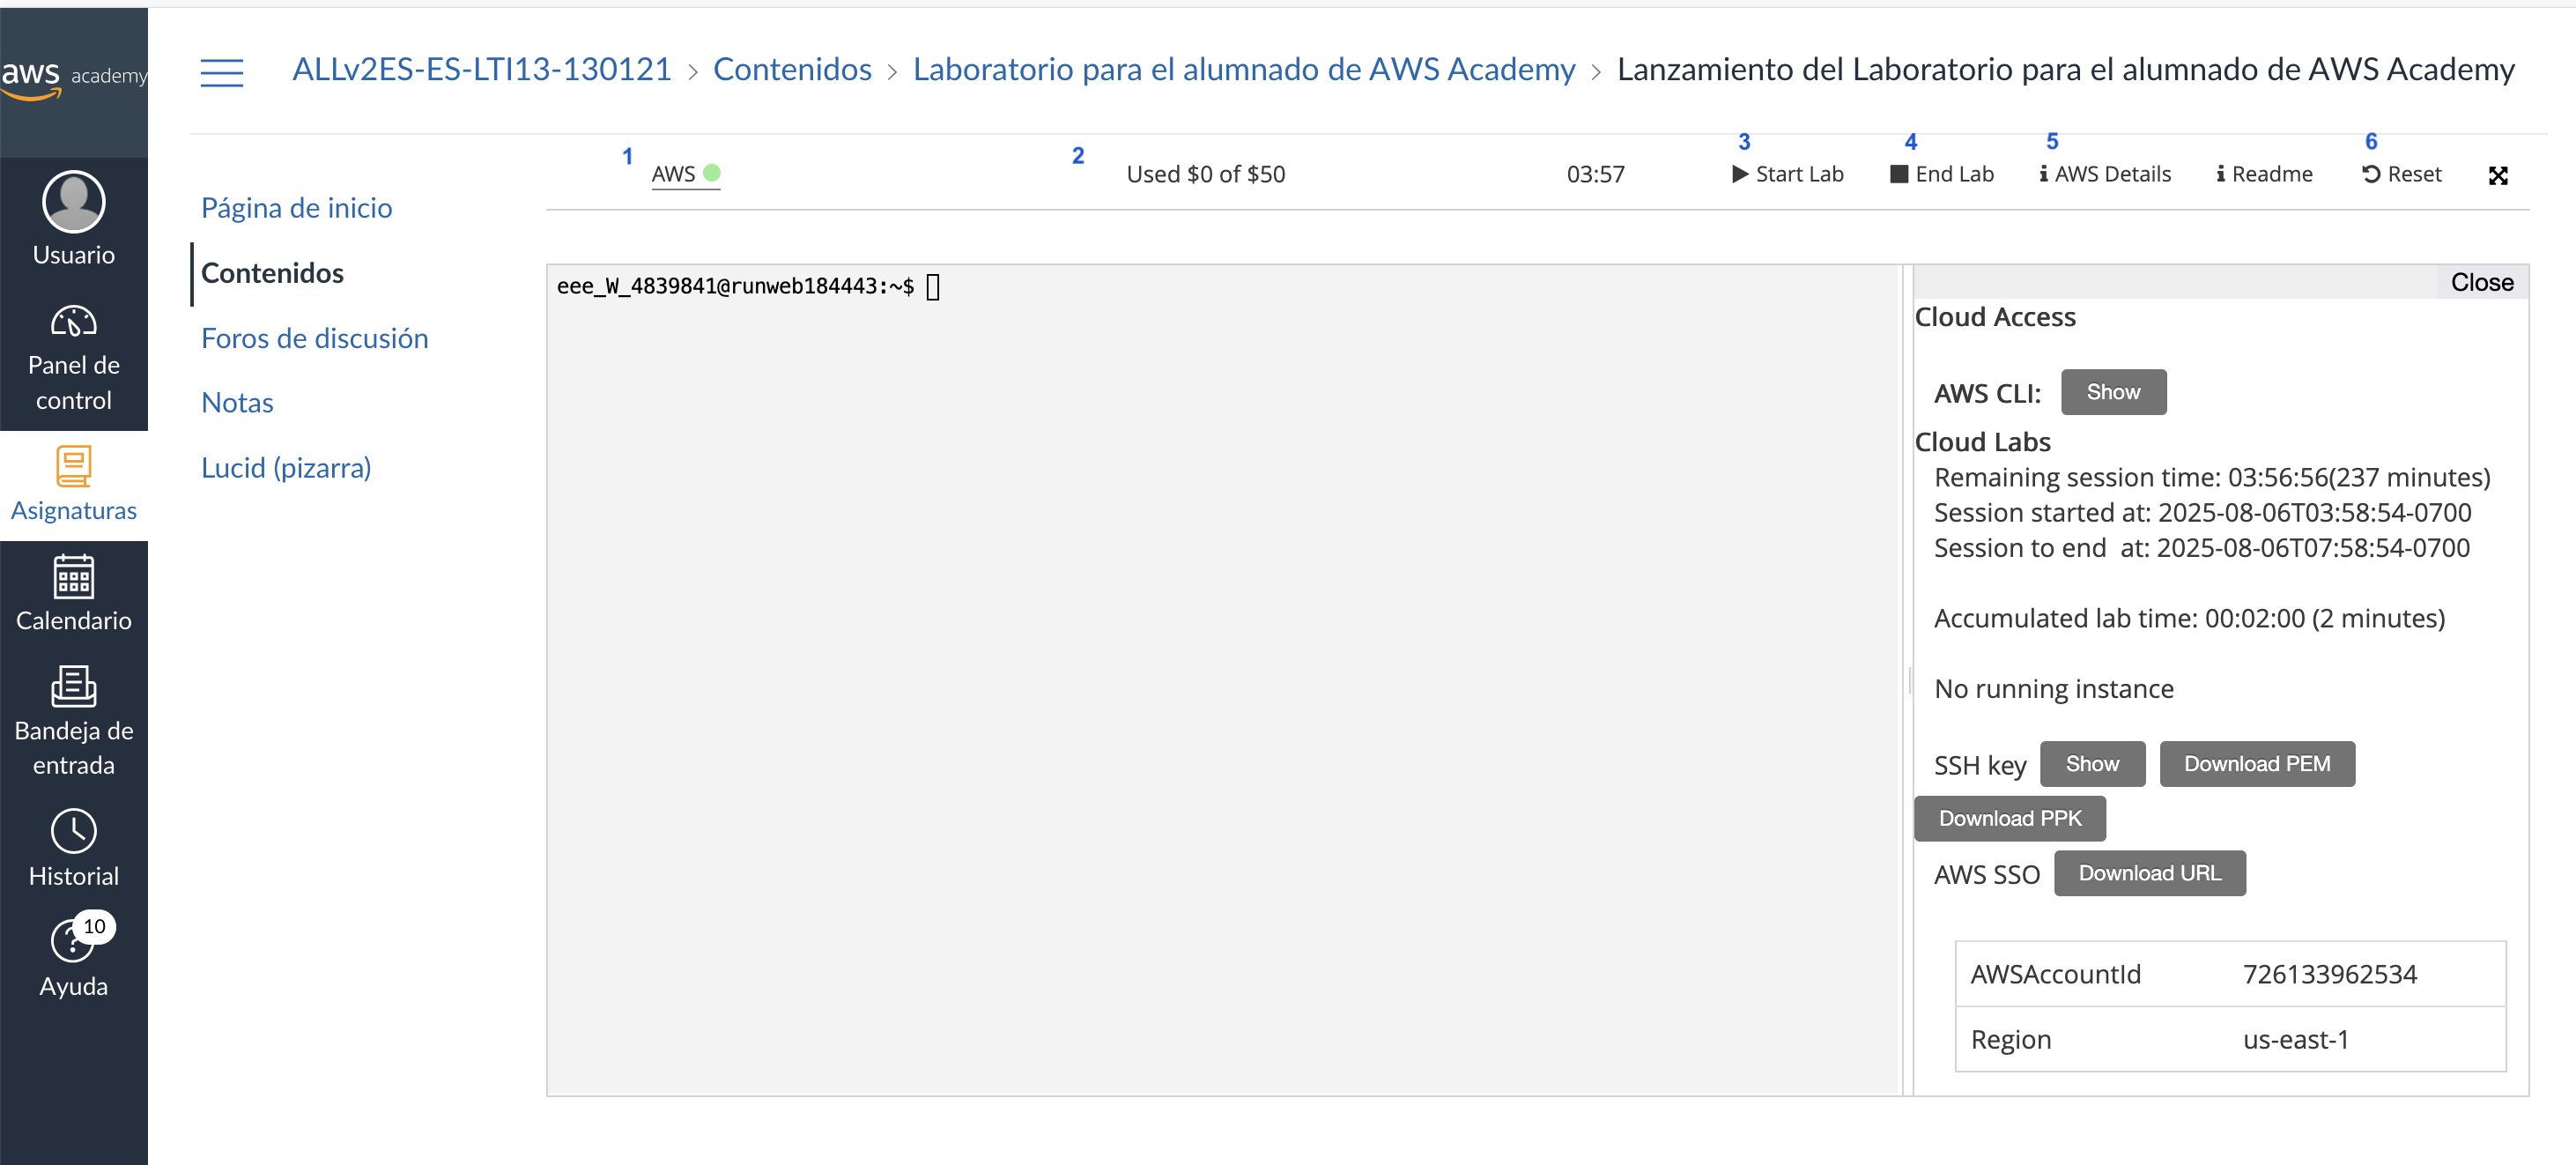 aws academy
ALLv2ES-ES-LTI13-130121 > Contenidos > Laboratorio para el alumnado de AWS Academy > Lanzamiento del Laboratorio para el alumnado de AWS Academy
Usuario
Panel de
control
Asignaturas
Calendario
Bandeja de
entrada
Historial
10
Ayuda
Página de inicio
Contenidos
Foros de discusión
Notas
Lucid (pizarra)
1 2 3 4 5 6
AWS Used $0 of $50 03:57 Start Lab End Lab AWS Details Readme Reset
eee_W_4839841@runweb184443:~$
Close
Cloud Access
AWS CLI: Show
Cloud Labs
Remaining session time: 03:56:56(237 minutes)
Session started at: 2025-08-06T03:58:54-0700
Session to end at: 2025-08-06T07:58:54-0700
Accumulated lab time: 00:02:00 (2 minutes)
No running instance
SSH key Show Download PEM
Download PPK
AWS SSO Download URL
AWSAccountId 726133962534
Region us-east-1